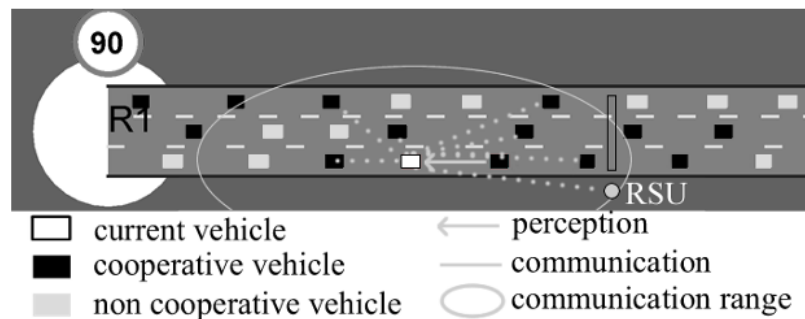 90
R1
RSU
current vehicle
cooperative vehicle
non cooperative vehicle
perception
communication
communication range